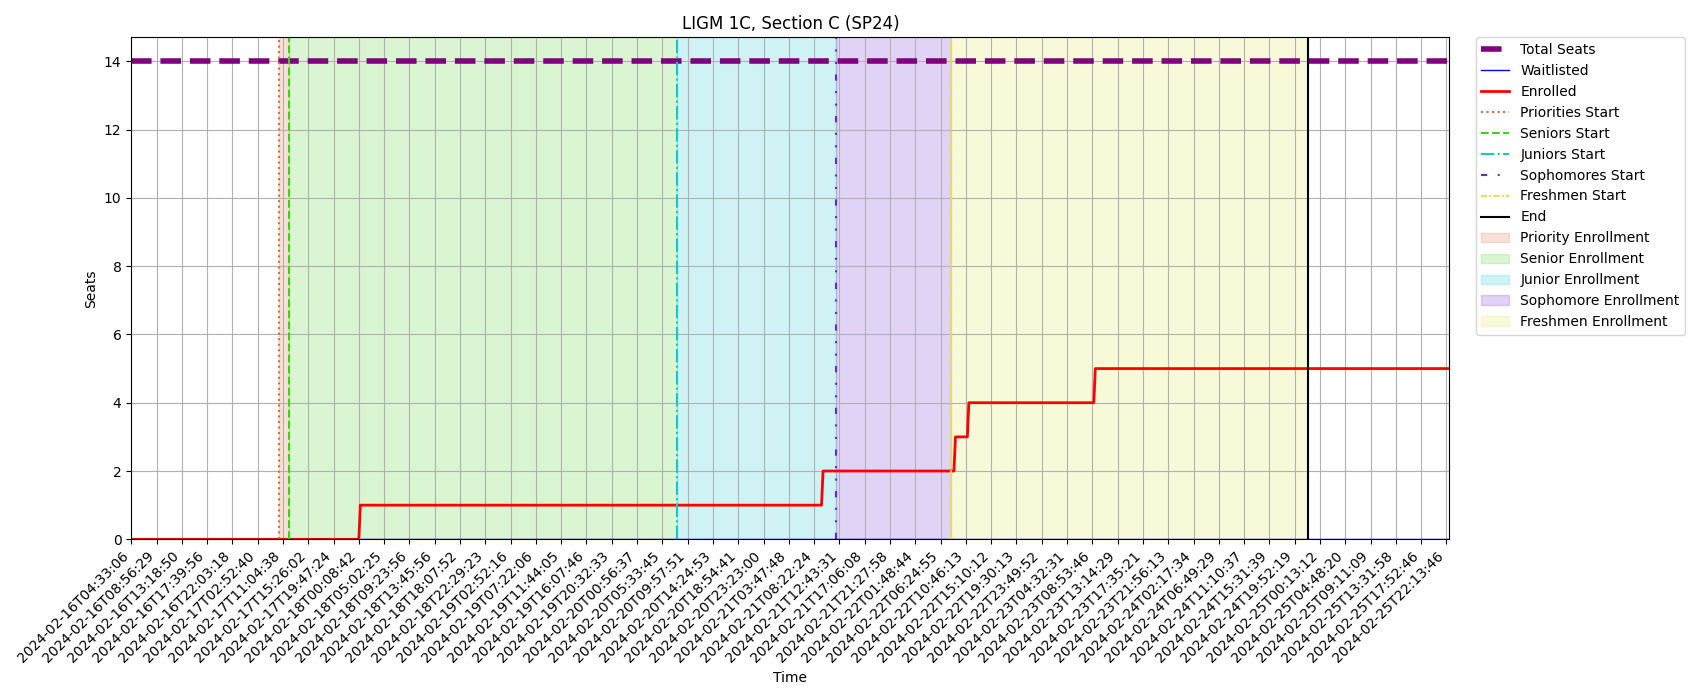 LIGM 1C, Section C (SP24)
14
12
10
8
6
4
2
0
Seats
2024-02-16T04:33:06
2024-02-16T08:56:29
2024-02-16T13:18:50
2024-02-16T17:39:56
2024-02-16T22:03:18
2024-02-17T02:52:40
2024-02-17T11:04:38
2024-02-17T15:26:02
2024-02-17T19:47:24
2024-02-18T00:08:42
2024-02-18T05:02:25
2024-02-18T09:23:56
2024-02-18T13:45:56
2024-02-18T18:07:52
2024-02-18T22:29:23
2024-02-19T02:52:16
2024-02-19T07:22:06
2024-02-19T11:44:05
2024-02-19T16:07:46
2024-02-19T20:32:33
2024-02-20T00:56:37
2024-02-20T05:33:45
2024-02-20T09:57:51
2024-02-20T14:24:53
2024-02-20T18:54:41
2024-02-20T23:23:00
2024-02-21T03:47:48
2024-02-21T08:22:24
2024-02-21T12:43:31
2024-02-21T17:06:08
2024-02-21T21:27:58
2024-02-22T01:48:44
2024-02-22T06:24:55
2024-02-22T10:46:13
2024-02-22T15:10:12
2024-02-22T19:30:13
2024-02-22T23:49:52
2024-02-23T04:32:31
2024-02-23T08:53:46
2024-02-23T13:14:29
2024-02-23T17:35:21
2024-02-23T21:56:13
2024-02-24T02:17:34
2024-02-24T06:49:29
2024-02-24T11:10:37
2024-02-24T15:31:39
2024-02-24T19:52:19
2024-02-25T00:13:12
2024-02-25T04:48:20
2024-02-25T09:11:09
2024-02-25T13:31:58
2024-02-25T17:52:46
2024-02-25T22:13:46
Time
Total Seats
Waitlisted
Enrolled
Priorities Start
Seniors Start
Juniors Start
Sophomores Start
Freshmen Start
End
Priority Enrollment
Senior Enrollment
Junior Enrollment
Sophomore Enrollment
Freshmen Enrollment